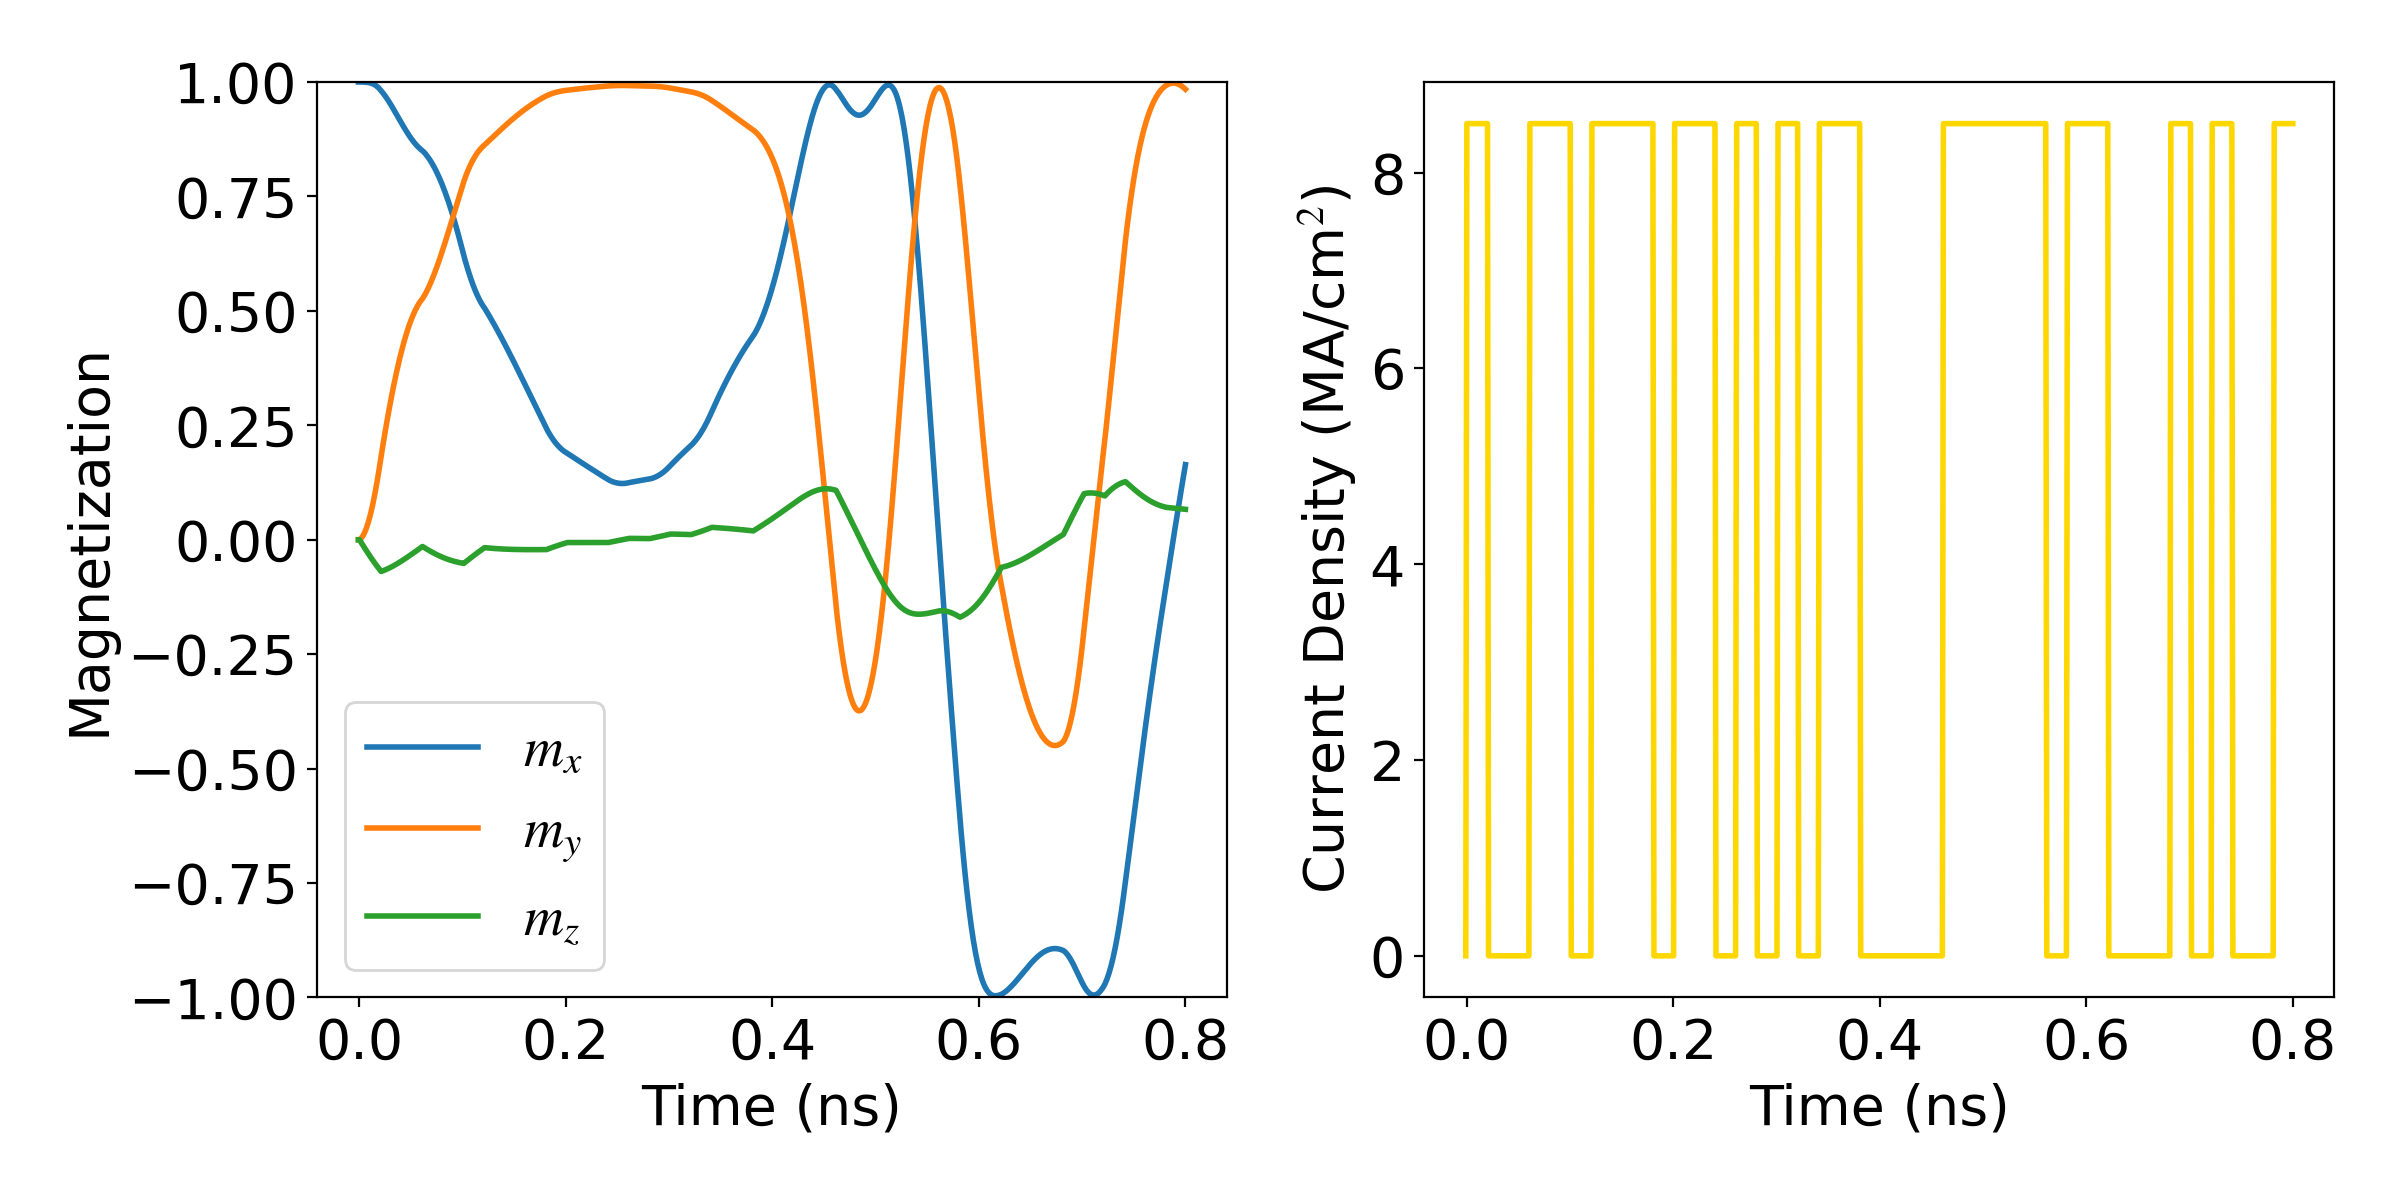 Magnetization
1.00
0.75
0.50
0.25
0.00
−0.25
−0.50
−0.75
−1.00
m_x
m_y
m_z
0.0 0.2 0.4 0.6 0.8
Time (ns)
Current Density (MA/cm²)
8
6
4
2
0
0.0 0.2 0.4 0.6 0.8
Time (ns)